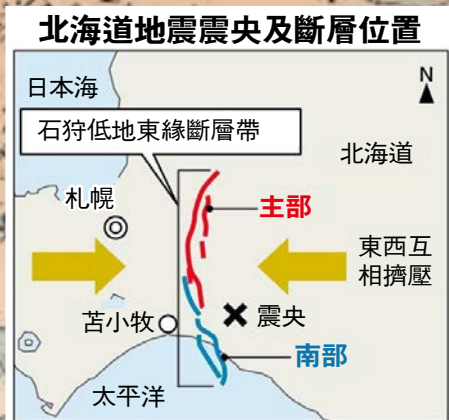 北海道地震震央及斷層位置
日本海
N
石狩低地東緣斷層帶
北海道
札幌
主部
東西互
相擠壓
苫小牧
震央
南部
太平洋